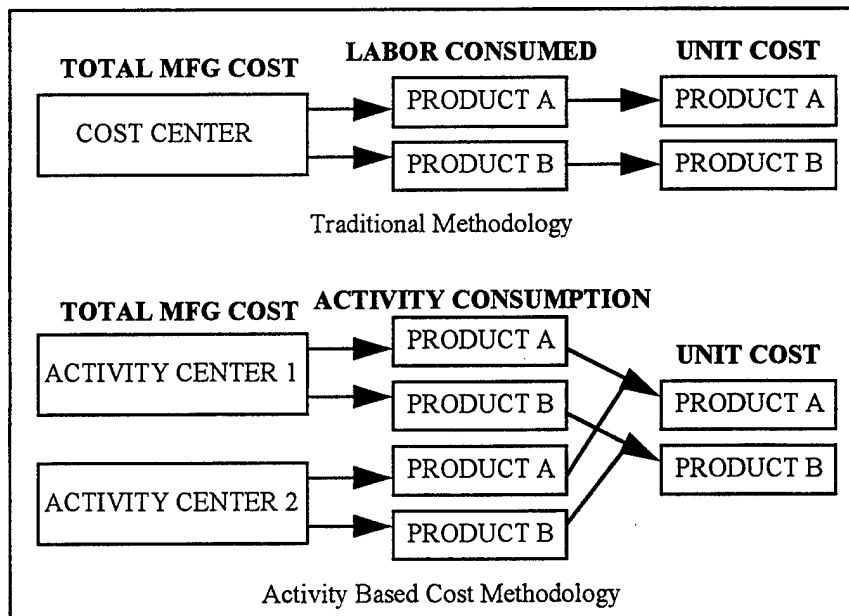 TOTAL MFG COST
LABOR CONSUMED
UNIT COST
COST CENTER
PRODUCT A
PRODUCT A
PRODUCT B
PRODUCT B
Traditional Methodology
TOTAL MFG COST
ACTIVITY CONSUMPTION
UNIT COST
ACTIVITY CENTER 1
PRODUCT A
PRODUCT B
PRODUCT A
ACTIVITY CENTER 2
PRODUCT A
PRODUCT B
PRODUCT B
Activity Based Cost Methodology